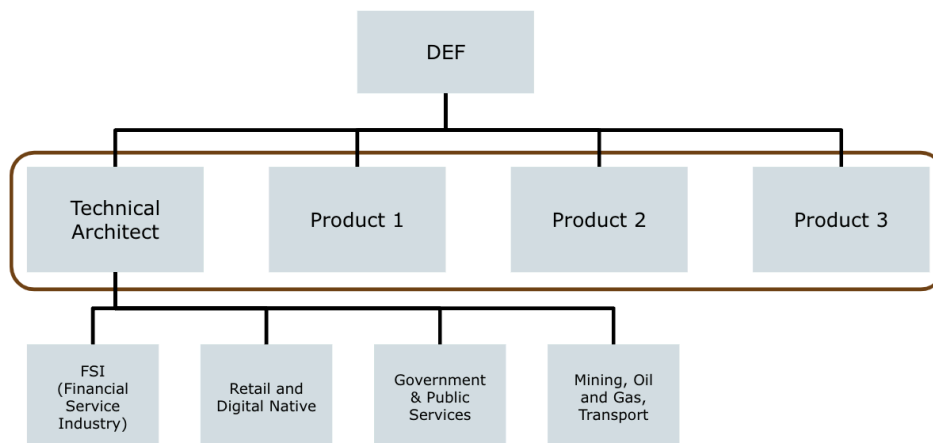 DEF
Technical
Architect
Product 1
Product 2
Product 3
FSI
(Financial
Service
Industry)
Retail and
Digital Native
Government
& Public
Services
Mining, Oil
and Gas,
Transport